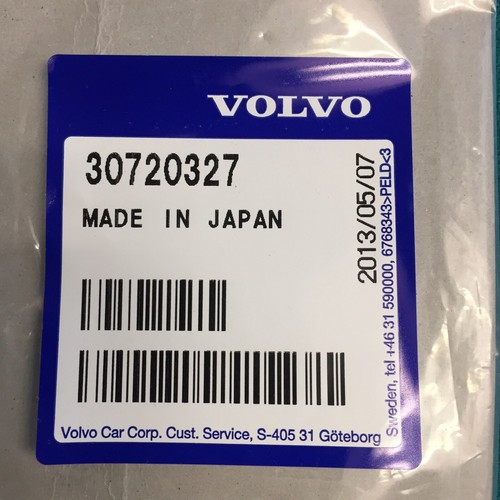 VOLVO
30720327
MADE IN JAPAN
2013/05/07
Volvo Car Corp. Cust. Service, S-405 31 Göteborg
Sweden, tel +46 31 590000, 6768343>PELD<3